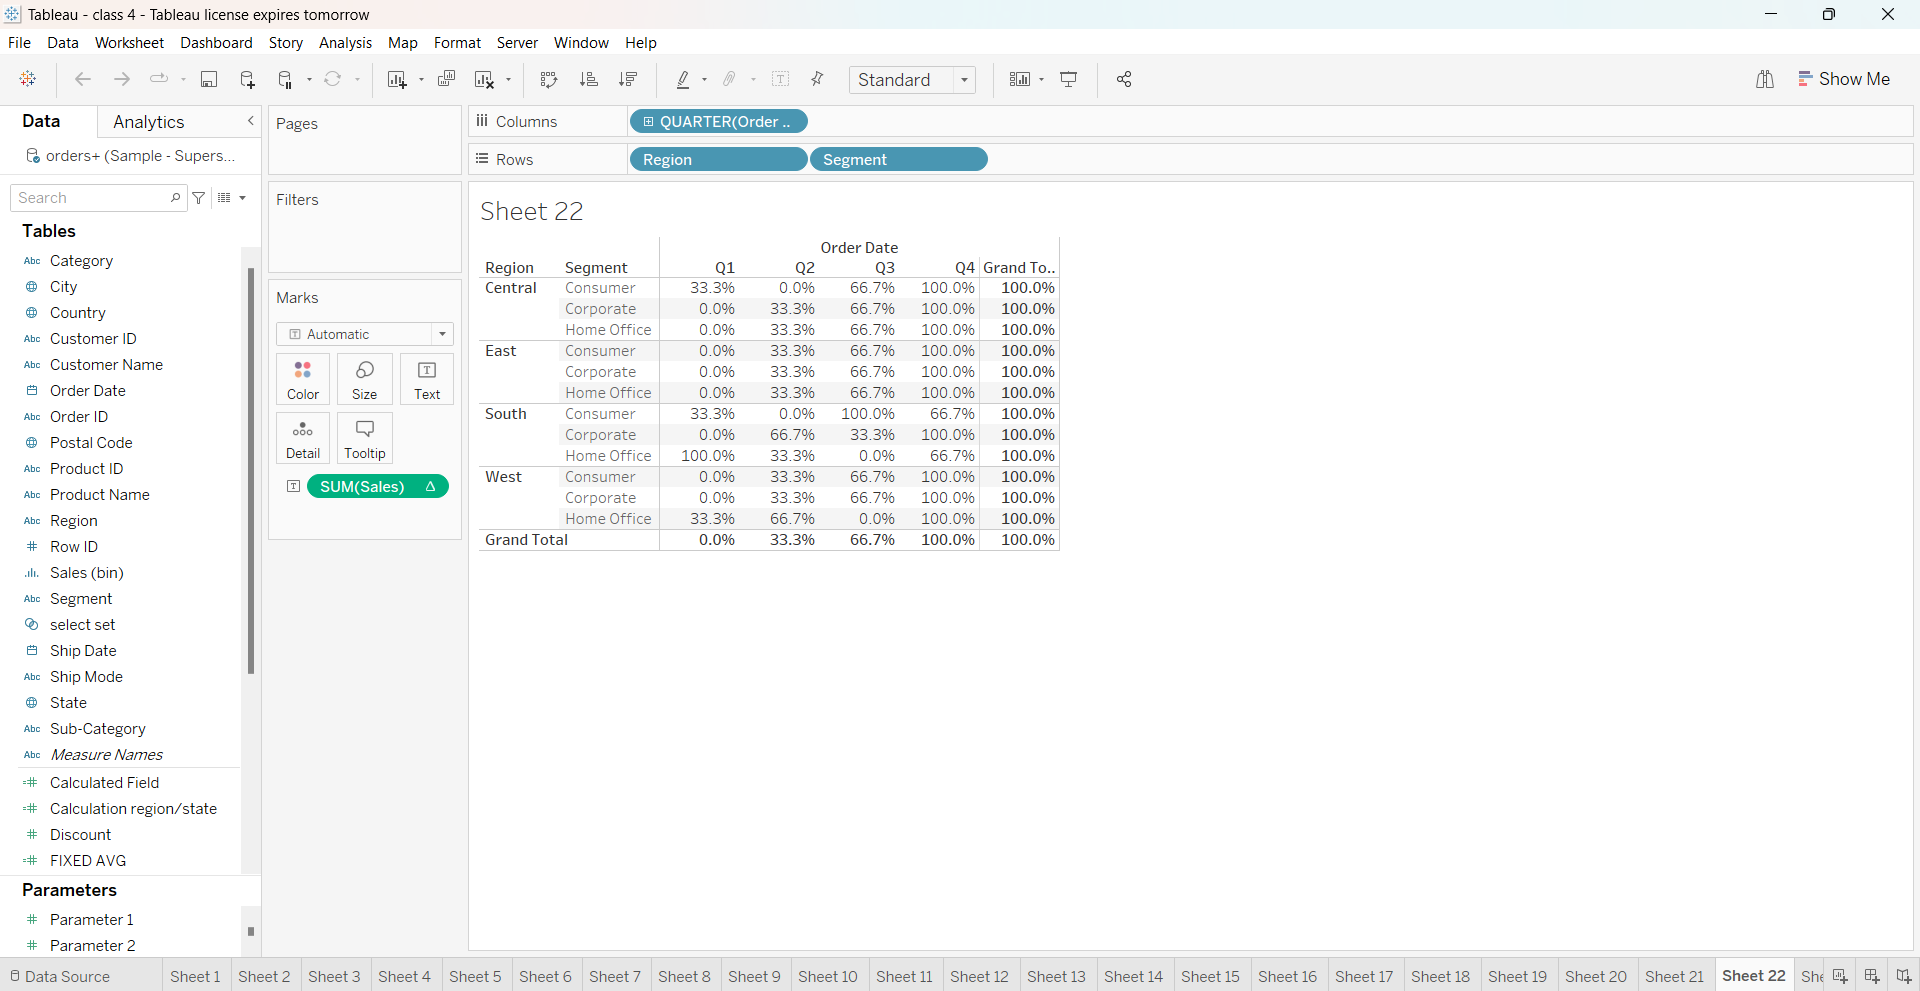 Tableau - class 4 - Tableau license expires tomorrow
File Data Worksheet Dashboard Story Analysis Map Format Server Window Help
Standard
Show Me
Data Analytics
orders+ (Sample - Supers...
Search
Tables
Abc Category
City
Country
Abc Customer ID
Abc Customer Name
Order Date
Abc Order ID
Postal Code
Abc Product ID
Abc Product Name
Abc Region
# Row ID
Sales (bin)
Abc Segment
select set
Ship Date
Abc Ship Mode
State
Abc Sub-Category
Abc Measure Names
=# Calculated Field
=# Calculation region/state
# Discount
=# FIXED AVG
Parameters
# Parameter 1
# Parameter 2
Pages
Filters
Marks
T Automatic
Color Size T Text
Detail Tooltip
T SUM(Sales) Δ
Columns QUARTER(Order ..
Rows Region Segment
Sheet 22
Order Date
Region Segment Q1 Q2 Q3 Q4 Grand To..
Central Consumer 33.3% 0.0% 66.7% 100.0% 100.0%
Corporate 0.0% 33.3% 66.7% 100.0% 100.0%
Home Office 0.0% 33.3% 66.7% 100.0% 100.0%
East Consumer 0.0% 33.3% 66.7% 100.0% 100.0%
Corporate 0.0% 33.3% 66.7% 100.0% 100.0%
Home Office 0.0% 33.3% 66.7% 100.0% 100.0%
South Consumer 33.3% 0.0% 100.0% 66.7% 100.0%
Corporate 0.0% 66.7% 33.3% 100.0% 100.0%
Home Office 100.0% 33.3% 0.0% 66.7% 100.0%
West Consumer 0.0% 33.3% 66.7% 100.0% 100.0%
Corporate 0.0% 33.3% 66.7% 100.0% 100.0%
Home Office 33.3% 66.7% 0.0% 100.0% 100.0%
Grand Total 0.0% 33.3% 66.7% 100.0% 100.0%
Data Source Sheet 1 Sheet 2 Sheet 3 Sheet 4 Sheet 5 Sheet 6 Sheet 7 Sheet 8 Sheet 9 Sheet 10 Sheet 11 Sheet 12 Sheet 13 Sheet 14 Sheet 15 Sheet 16 Sheet 17 Sheet 18 Sheet 19 Sheet 20 Sheet 21 Sheet 22